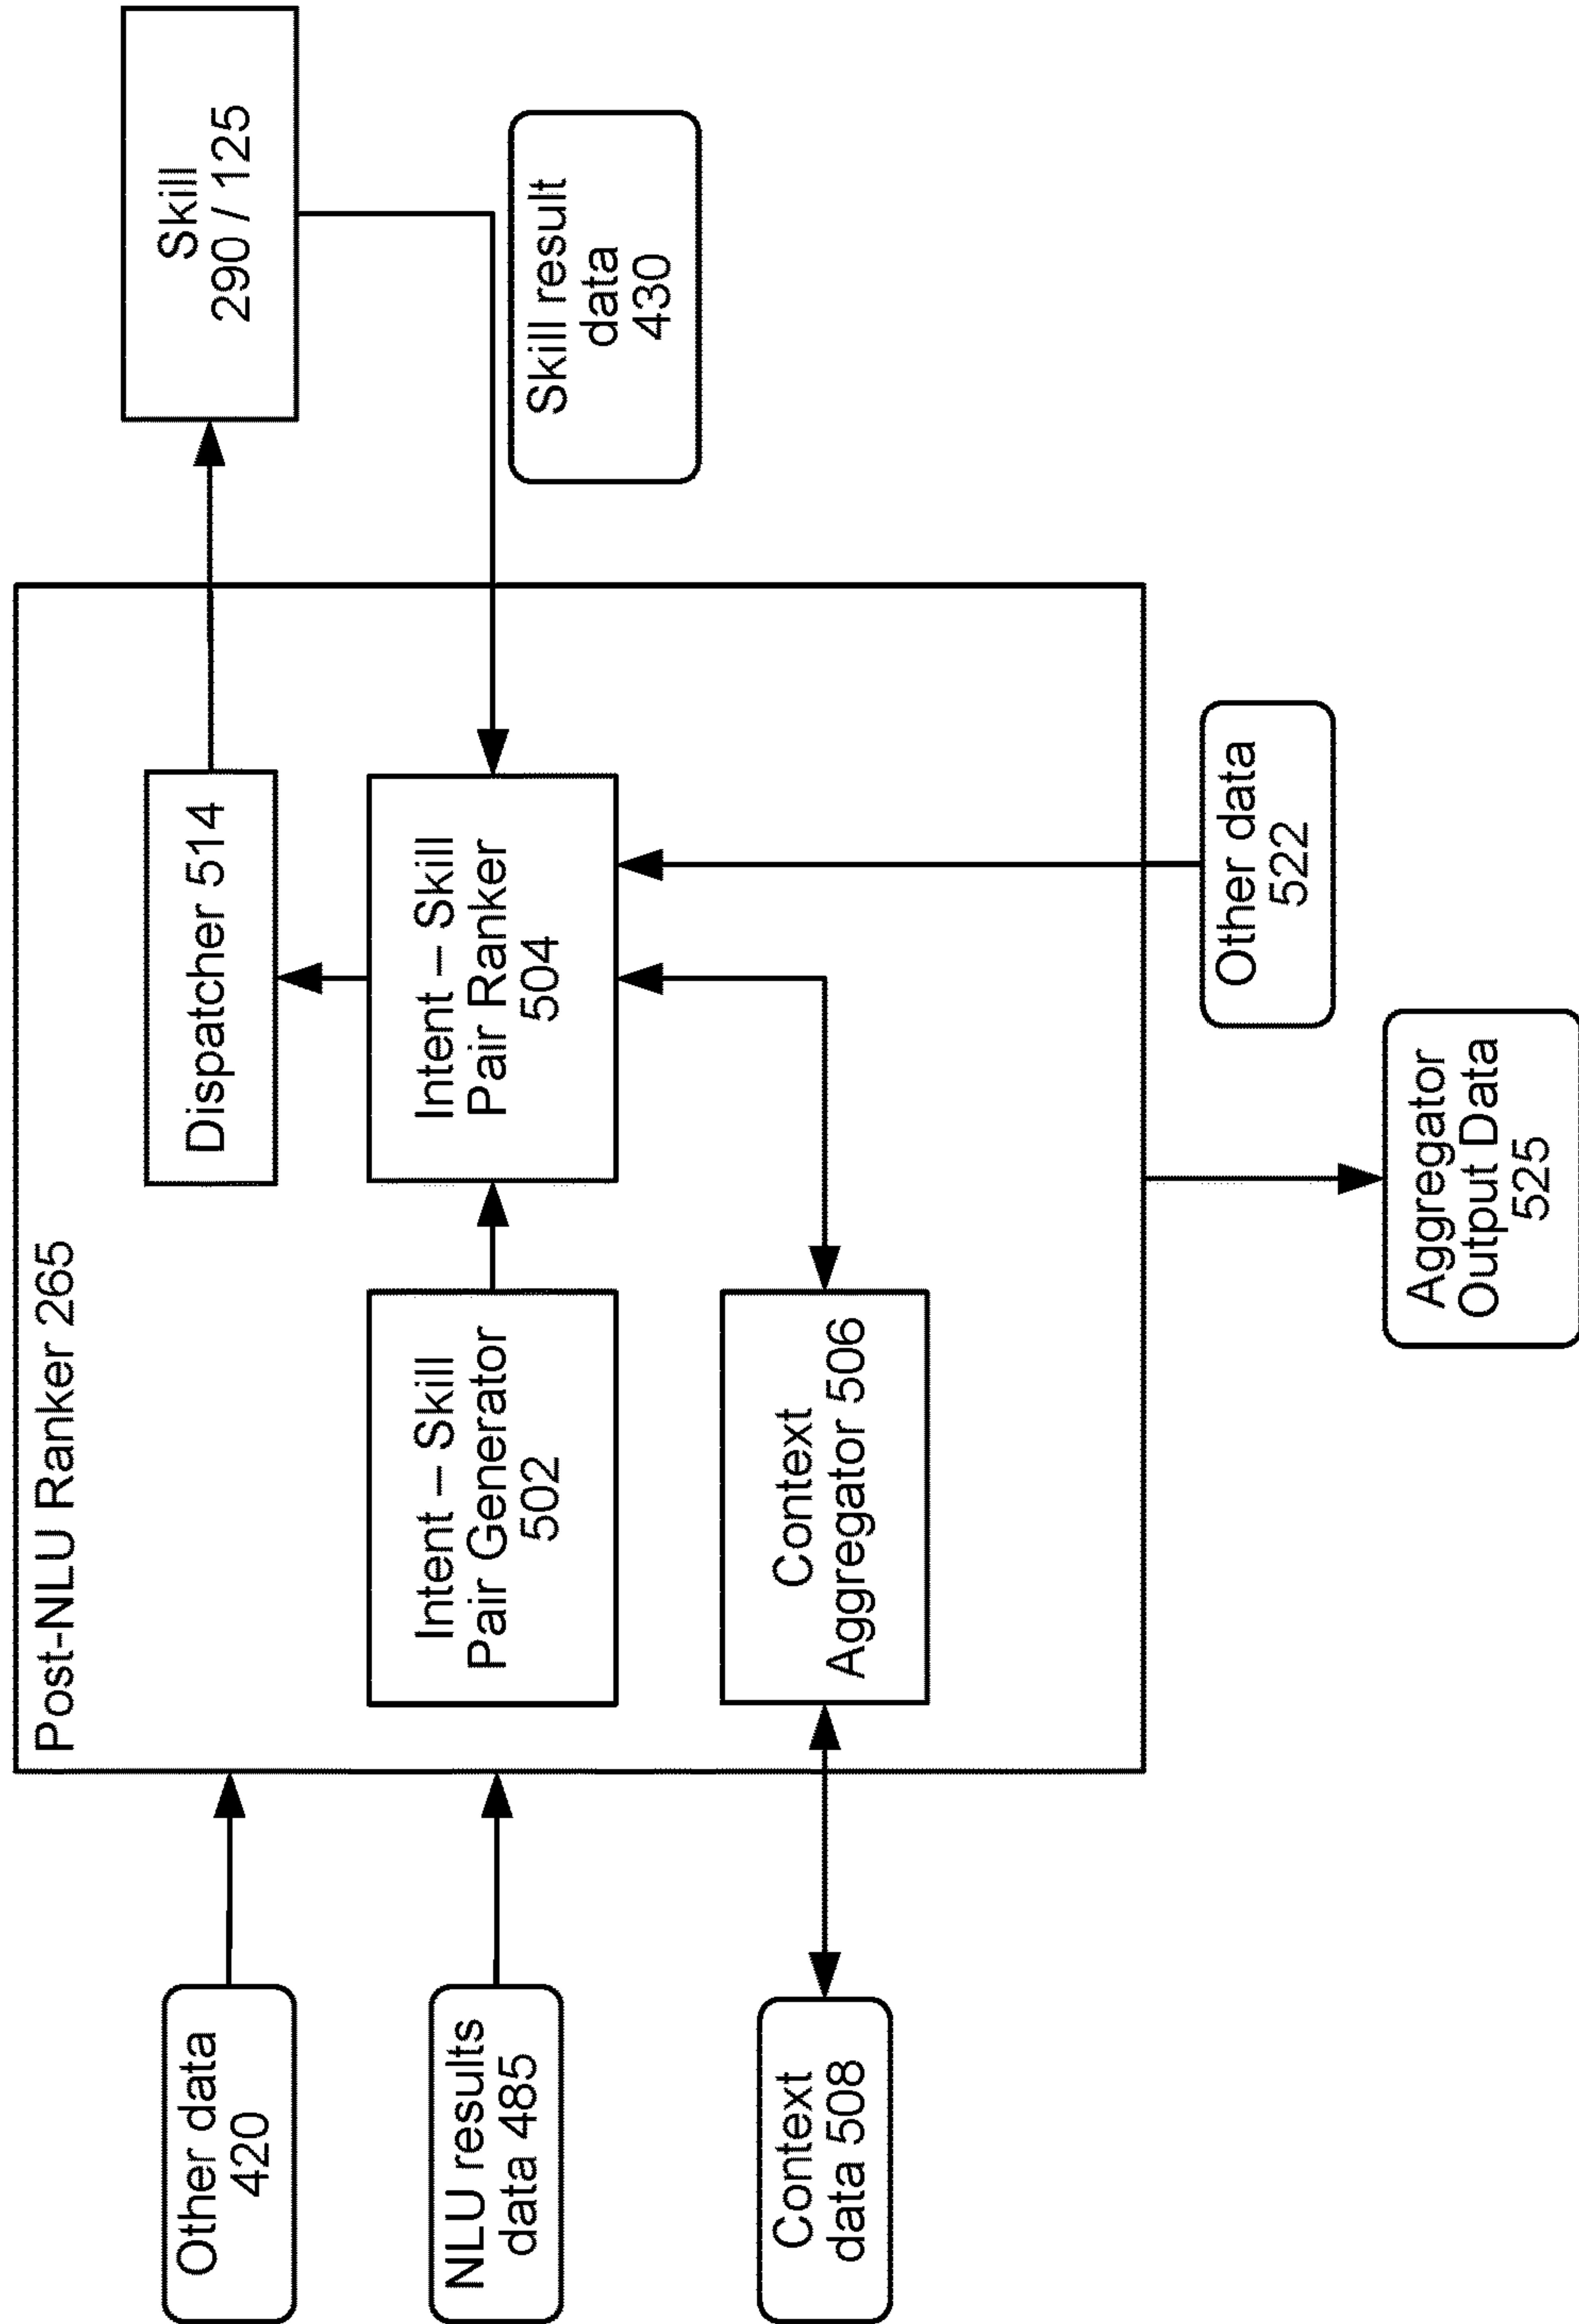 Post-NLU Ranker 265
Other data
420
NLU results
data 485
Context
data 508
Dispatcher 514
Skill
290 / 125
Intent – Skill
Pair Generator
502
Intent – Skill
Pair Ranker
504
Skill result
data
430
Context
Aggregator 506
Other data
522
Aggregator
Output Data
525